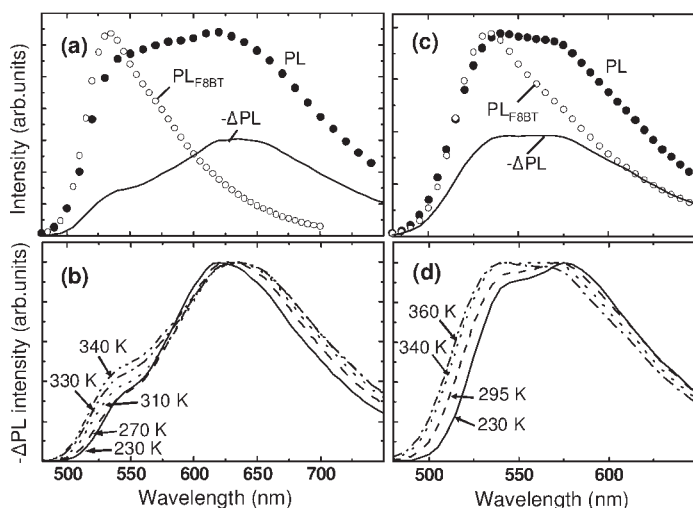 (a)
PL
PL_F8BT
-ΔPL
Intensity (arb.units)
(c)
PL
PL_F8BT
-ΔPL
(b)
340 K
330 K
310 K
270 K
230 K
-ΔPL intensity (arb.units)
500 550 600 650 700
Wavelength (nm)
(d)
360 K
340 K
295 K
230 K
500 550 600
Wavelength (nm)